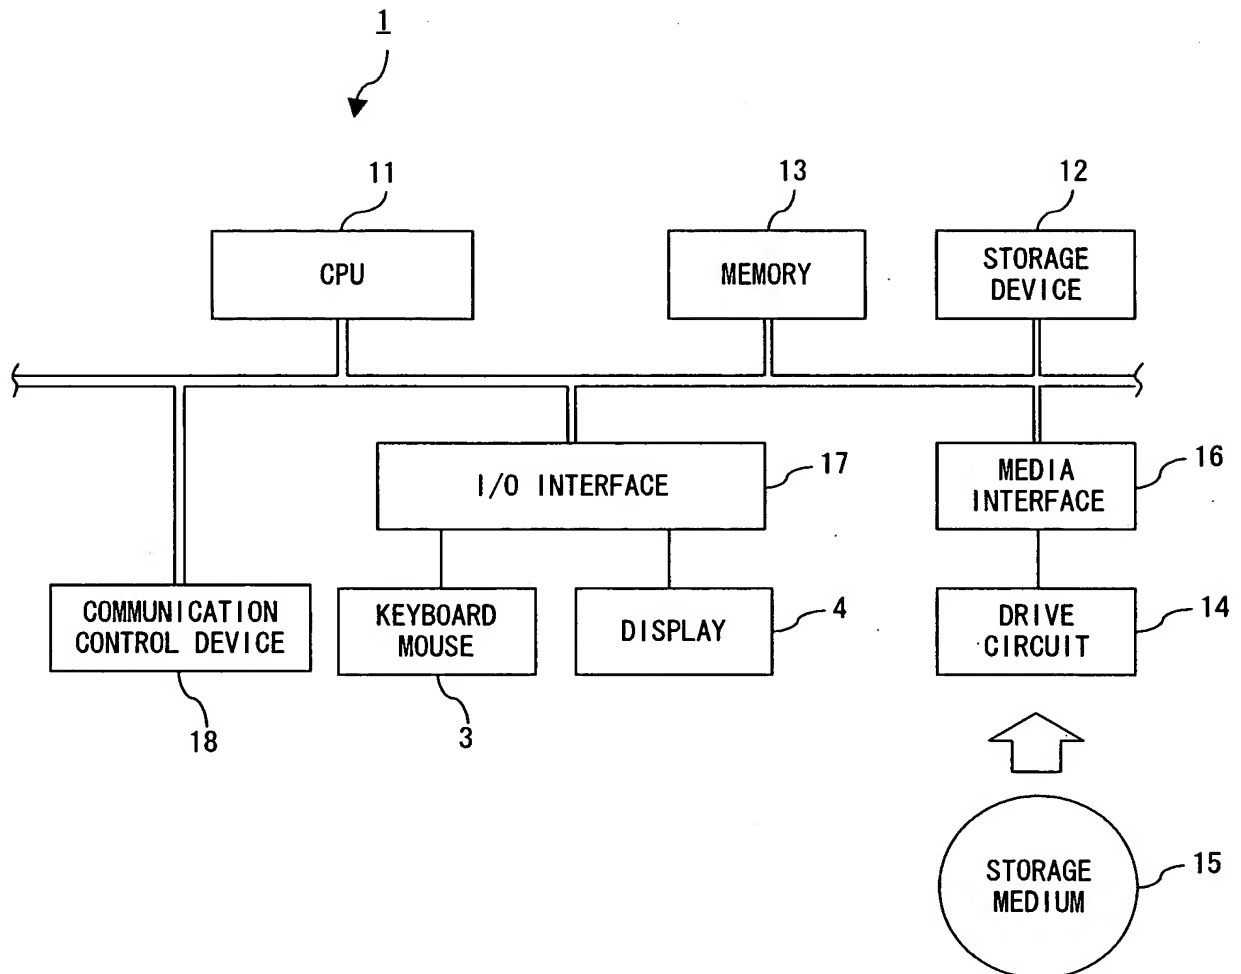 1
11
13
12
CPU
MEMORY
STORAGE
DEVICE
I/O INTERFACE
17
MEDIA
INTERFACE
16
COMMUNICATION
CONTROL DEVICE
KEYBOARD
MOUSE
DISPLAY
4
DRIVE
CIRCUIT
14
18
3
STORAGE
MEDIUM
15